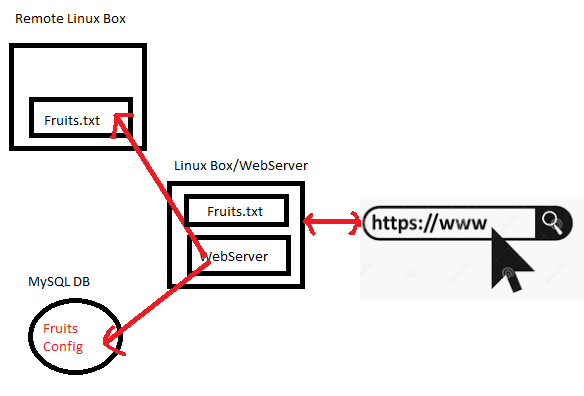 Remote Linux Box
Fruits.txt
Linux Box/WebServer
Fruits.txt
WebServer
https://www
MySQL DB
Fruits
Config